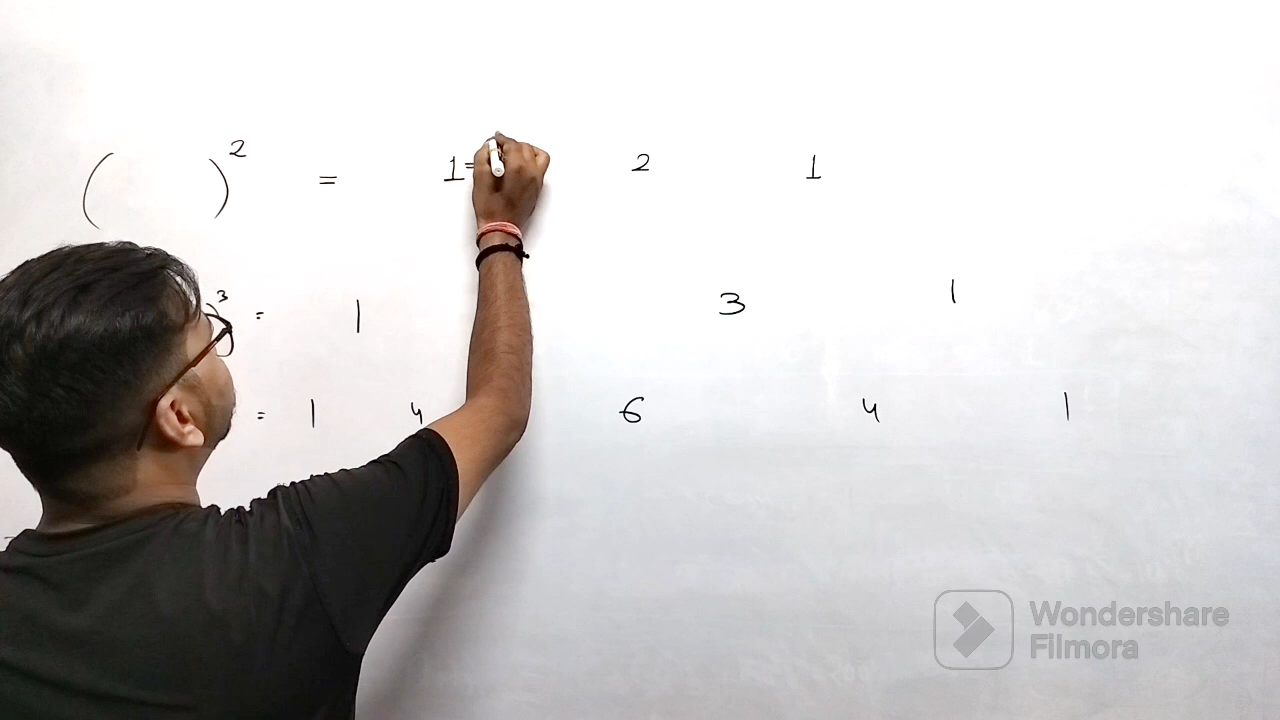 ( )² = 1= 2 1
)³ = 1 3 1
= 1 4 6 4 1
Wondershare
Filmora